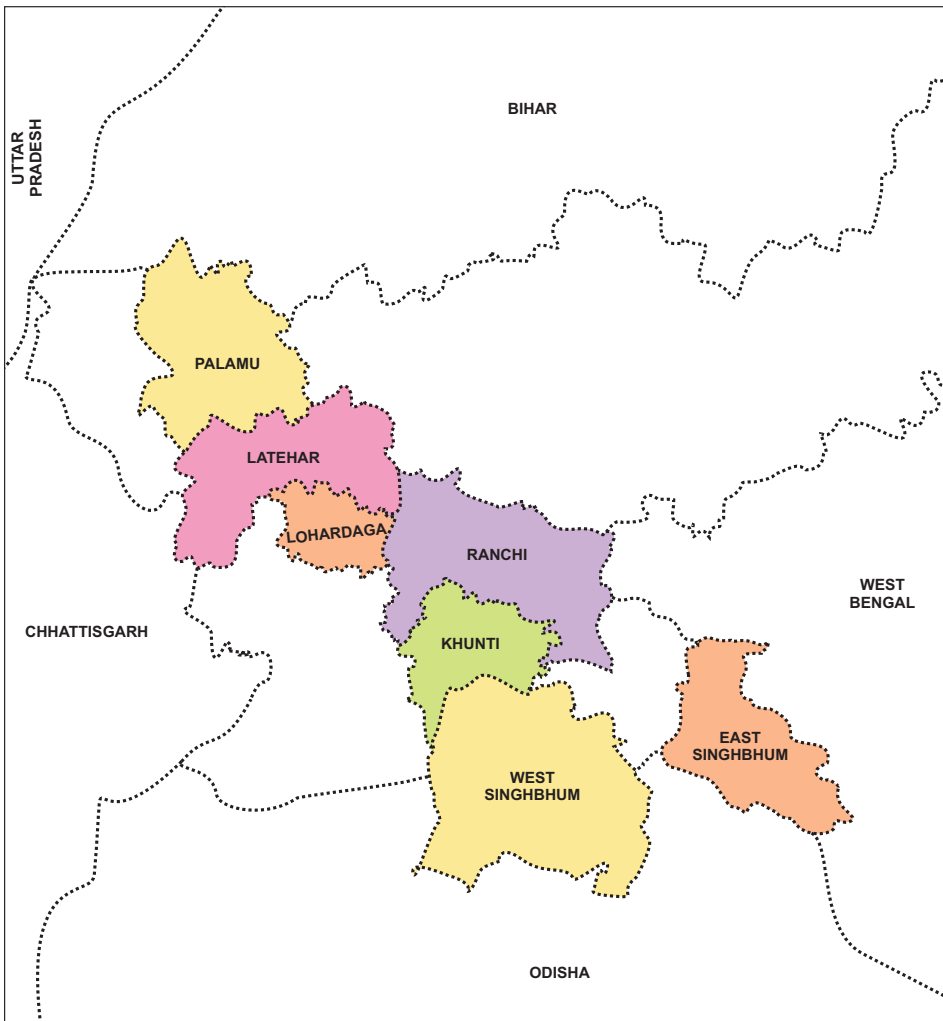 BIHAR
UTTAR
PRADESH
PALAMU
LATEHAR
LOHARDAGA
RANCHI
WEST
BENGAL
CHHATTISGARH
KHUNTI
EAST
SINGHBHUM
WEST
SINGHBHUM
ODISHA